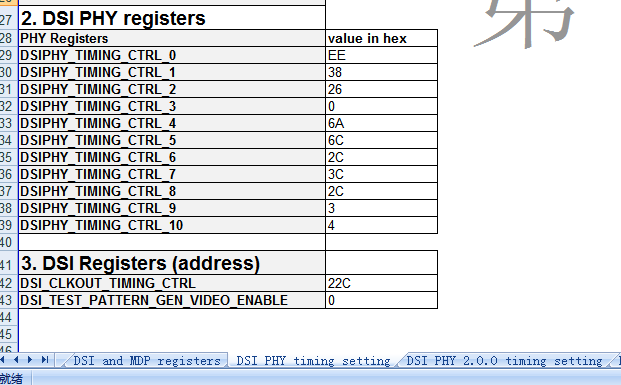 27 2. DSI PHY registers
28 PHY Registers value in hex
29 DSIPHY_TIMING_CTRL_0 EE
30 DSIPHY_TIMING_CTRL_1 38
31 DSIPHY_TIMING_CTRL_2 26
32 DSIPHY_TIMING_CTRL_3 0
33 DSIPHY_TIMING_CTRL_4 6A
34 DSIPHY_TIMING_CTRL_5 6C
35 DSIPHY_TIMING_CTRL_6 2C
36 DSIPHY_TIMING_CTRL_7 3C
37 DSIPHY_TIMING_CTRL_8 2C
38 DSIPHY_TIMING_CTRL_9 3
39 DSIPHY_TIMING_CTRL_10 4
40
41 3. DSI Registers (address)
42 DSI_CLKOUT_TIMING_CTRL 22C
43 DSI_TEST_PATTERN_GEN_VIDEO_ENABLE 0
44
45
DSI and MDP registers DSI PHY timing setting DSI PHY 2.0.0 timing setting
就绪
第